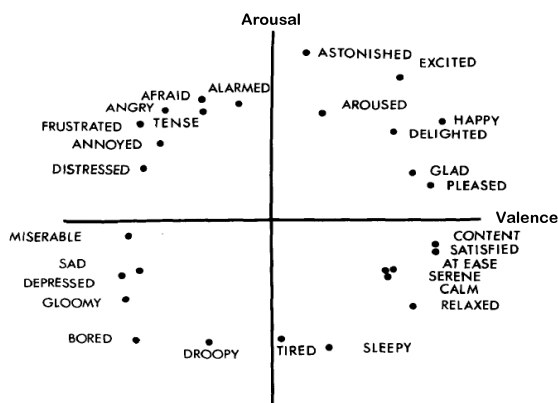 Arousal
ASTONISHED
EXCITED
AFRAID
ALARMED
ANGRY
AROUSED
FRUSTRATED
TENSE
HAPPY
ANNOYED
DELIGHTED
DISTRESSED
GLAD
PLEASED
Valence
MISERABLE
CONTENT
SATISFIED
SAD
AT EASE
DEPRESSED
SERENE
CALM
GLOOMY
RELAXED
BORED
DROOPY
TIRED
SLEEPY